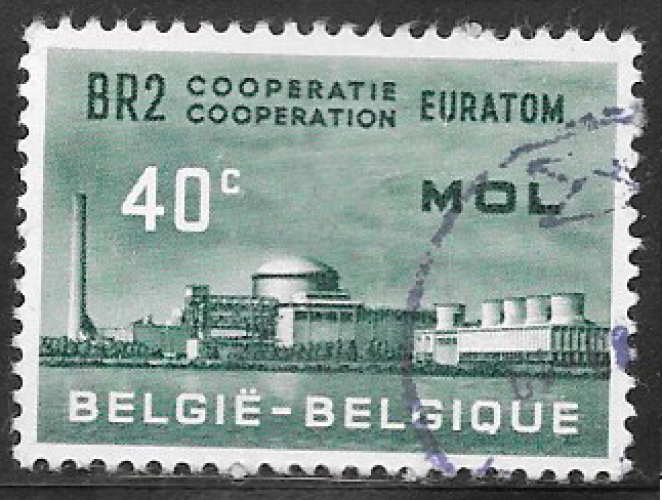 BR2 COOPERATIE EURATOM
COOPERATION
40c
MOL
BELGIË-BELGIQUE